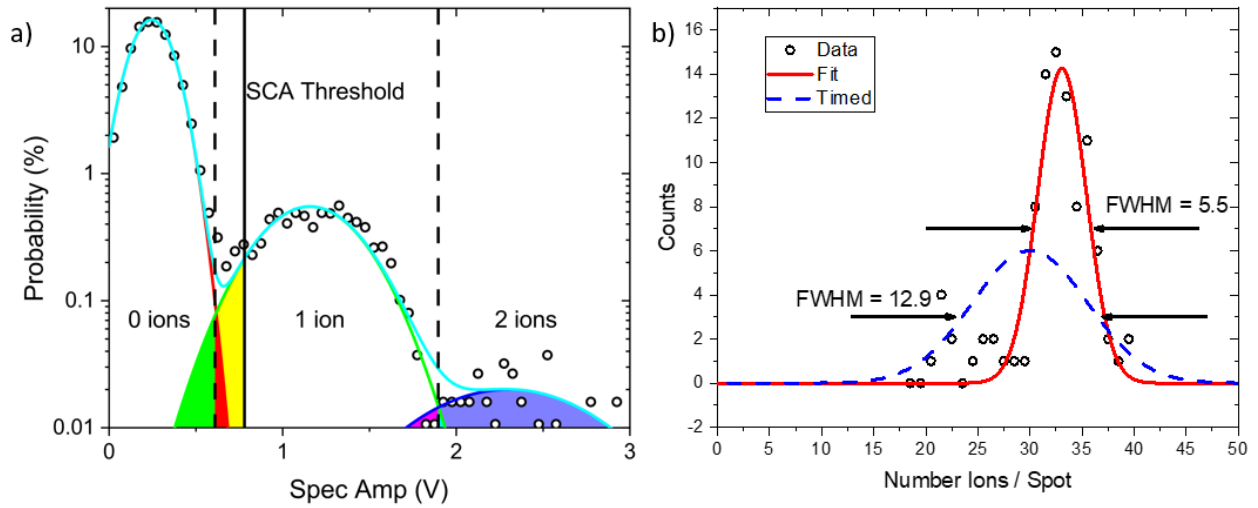 a)
10
1
0.1
0.01
Probability (%)
SCA Threshold
0 ions
1 ion
2 ions
0
1
2
3
Spec Amp (V)
b)
16
14
12
10
8
6
4
2
0
-2
Counts
Data
Fit
Timed
FWHM = 5.5
FWHM = 12.9
0 5 10 15 20 25 30 35 40 45 50
Number Ions / Spot